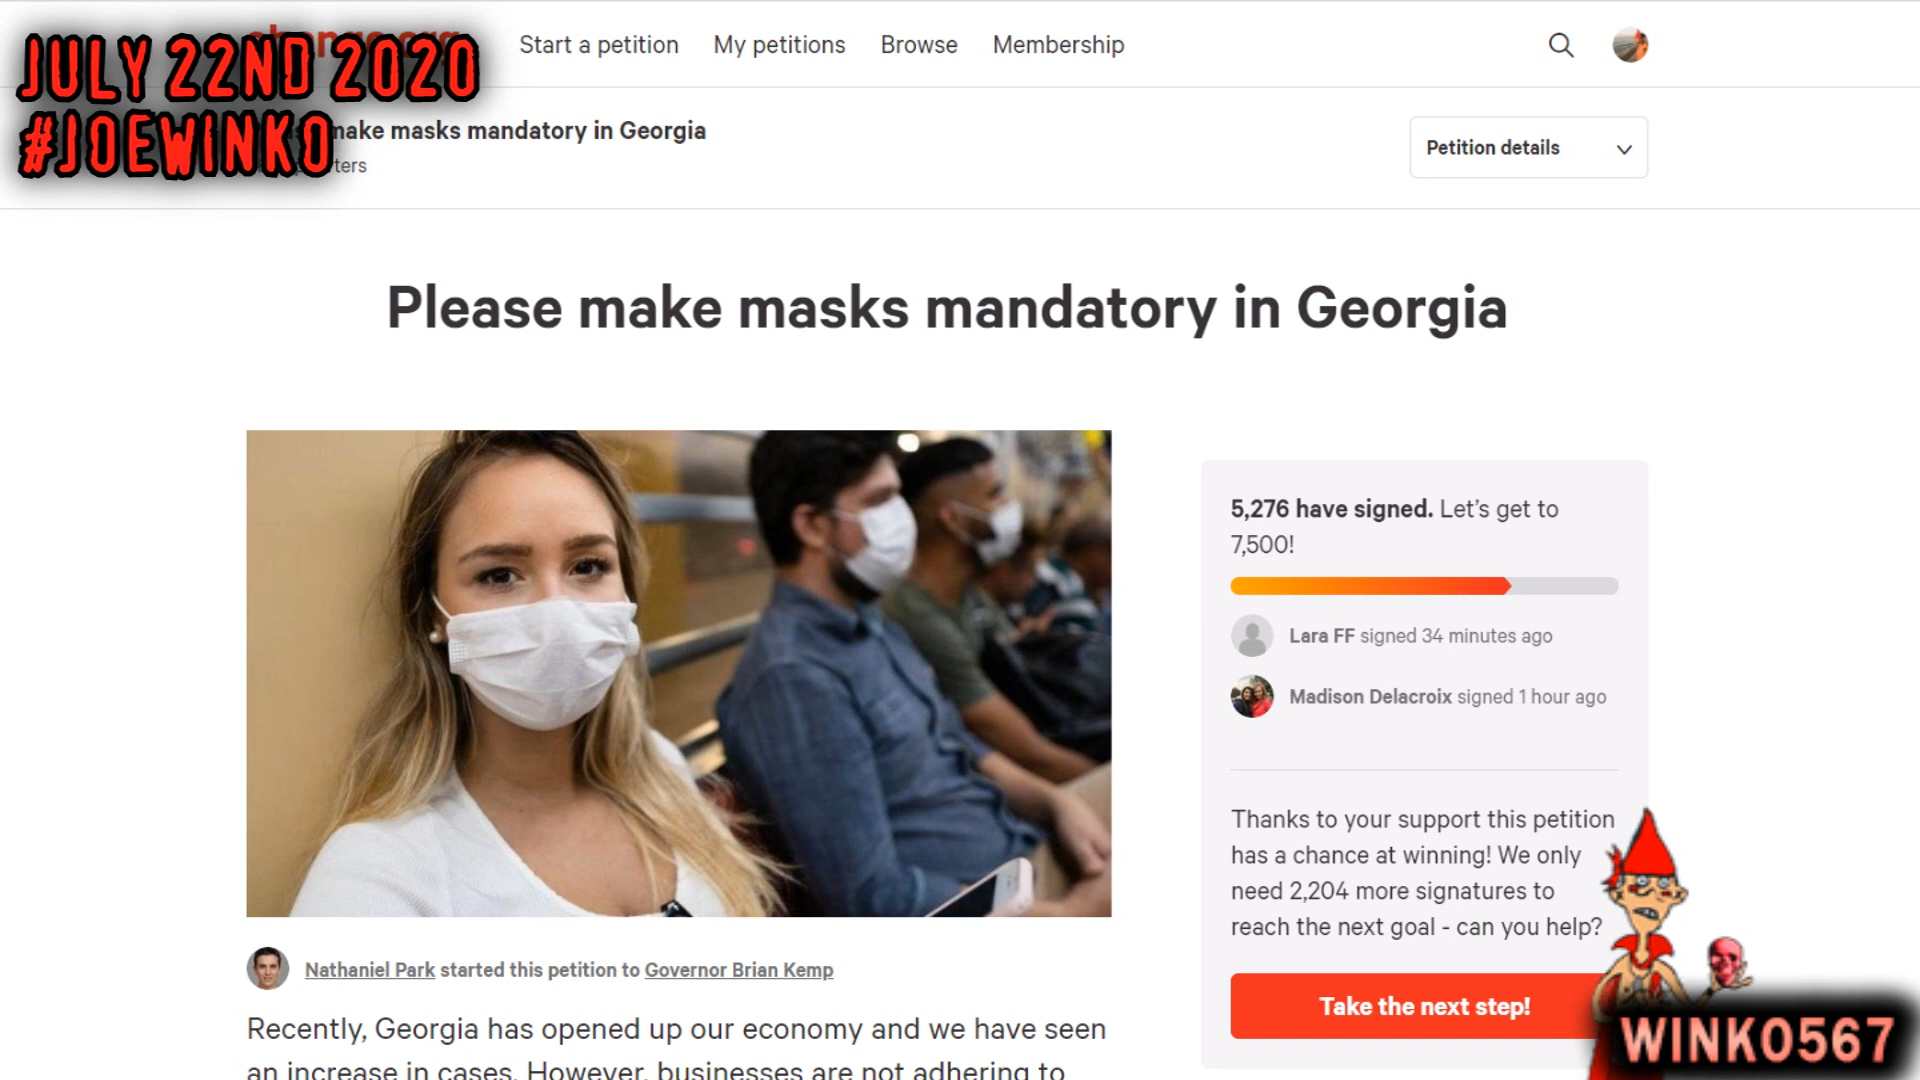 JULY 22ND 2020
#JOEWINKO
Start a petition My petitions Browse Membership
make masks mandatory in Georgia
Petition details
Please make masks mandatory in Georgia
5,276 have signed. Let's get to
7,500!
Lara FF signed 34 minutes ago
Madison Delacroix signed 1 hour ago
Thanks to your support this petition
has a chance at winning! We only
need 2,204 more signatures to
reach the next goal - can you help?
Take the next step!
Nathaniel Park started this petition to Governor Brian Kemp
Recently, Georgia has opened up our economy and we have seen
an increase in cases. However, businesses are not adhering to
WINKO567